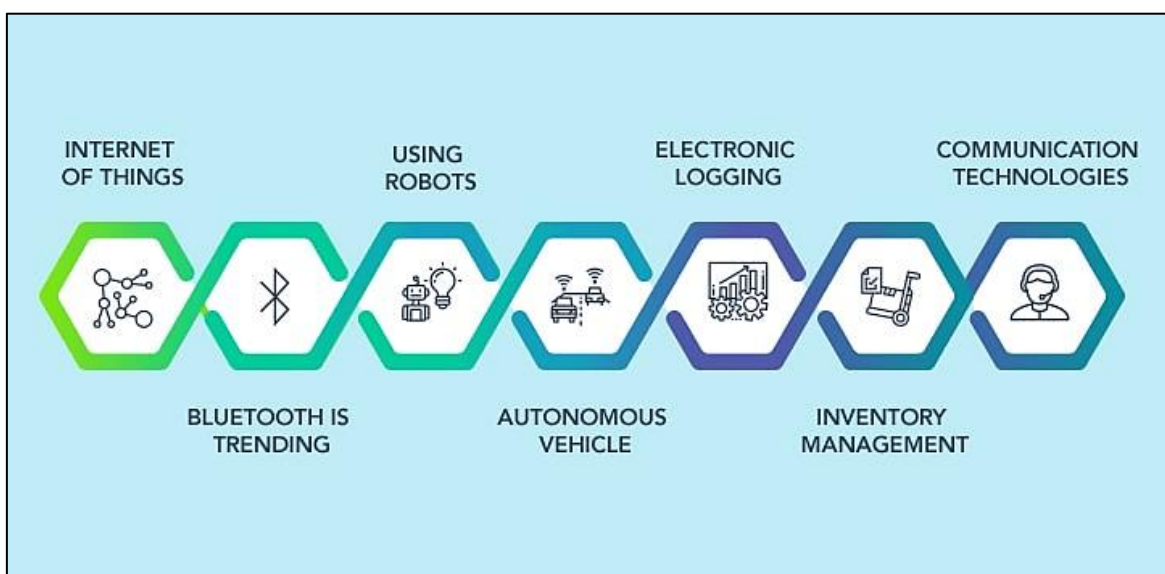 INTERNET
OF THINGS
BLUETOOTH IS
TRENDING
USING
ROBOTS
AUTONOMOUS
VEHICLE
ELECTRONIC
LOGGING
INVENTORY
MANAGEMENT
COMMUNICATION
TECHNOLOGIES